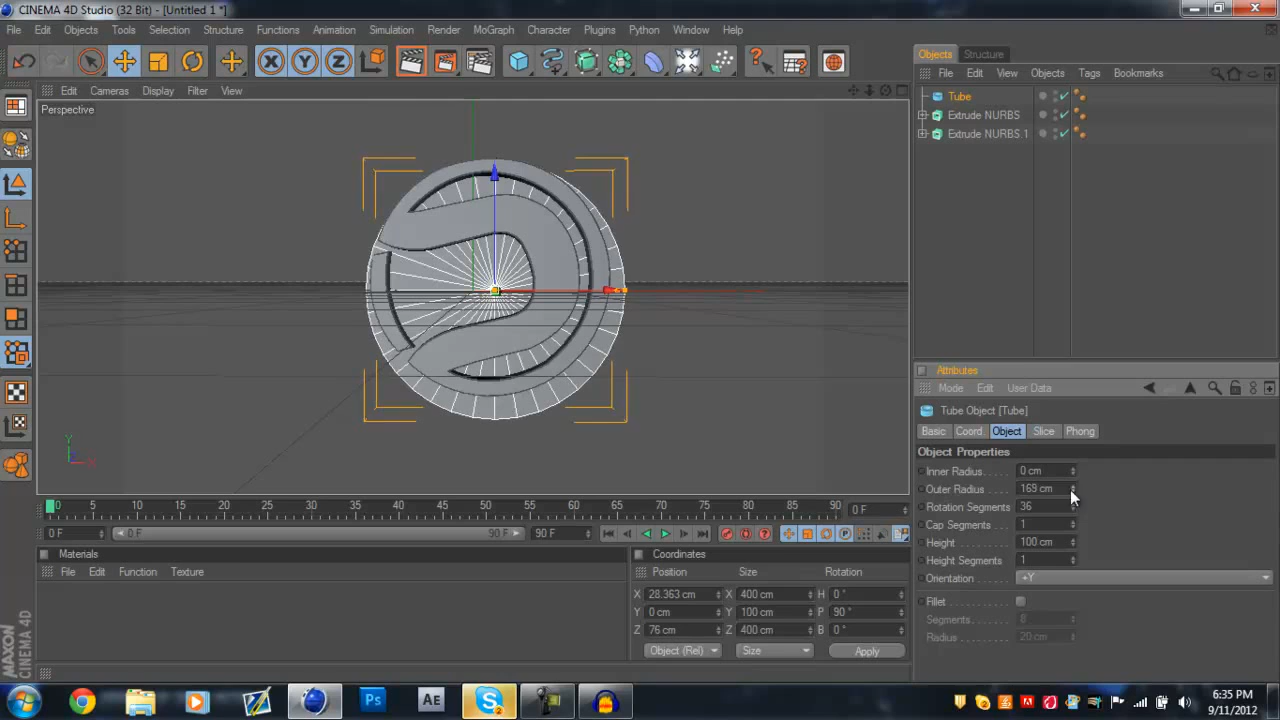 CINEMA 4D Studio (32 Bit) - [Untitled 1 *]
File Edit Objects Tools Selection Structure Functions Animation Simulation Render MoGraph Character Plugins Python Window Help
Objects Structure
File Edit View Objects Tags Bookmarks
Edit Cameras Display Filter View
Perspective
Tube
Extrude NURBS
Extrude NURBS 1
X Y Z
Y
Attributes
Mode Edit User Data
Tube Object [Tube]
Basic Coord Object Slice Phong
Object Properties
Inner Radius. . . . . 0 cm
Outer Radius . . . . 169 cm
Rotation Segments 36
Cap Segments . . . 1
Height . . . . . . . . . 100 cm
Height Segments 1
Orientation . . . . . . +Y
Fillet . . . . . . . . . .
Segments. . . . . . . 8
Radius . . . . . . . . 20 cm
0 5 10 15 20 25 30 35 40 45 50 55 60 65 70 75 80 85 90 0 F
0 F 0 F 90 F 90 F
Materials
File Edit Function Texture
Coordinates
Position Size Rotation
X 28.363 cm X 400 cm H 0 °
Y 0 cm Y 100 cm P 90 °
Z 76 cm Z 400 cm B 0 °
Object (Rel) Size Apply
MAXON
CINEMA 4D
Ps AE
6:35 PM
9/11/2012